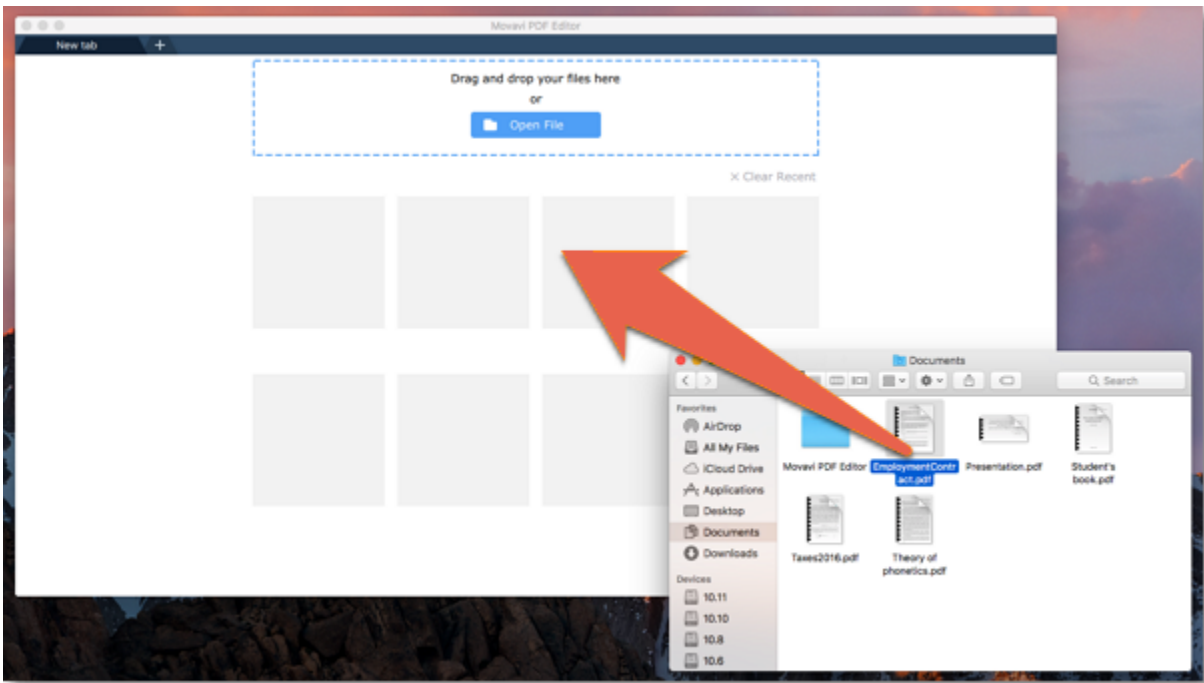 Movavi PDF Editor
New tab +
Drag and drop your files here
or
Open File
× Clear Recent
Documents
Search
Favorites
AirDrop
All My Files
iCloud Drive
Applications
Desktop
Documents
Downloads
Devices
10.11
10.10
10.8
10.6
Movavi PDF Editor
EmploymentContr
act.pdf
Presentation.pdf
Student's
book.pdf
Taxes2016.pdf
Theory of
phonetics.pdf